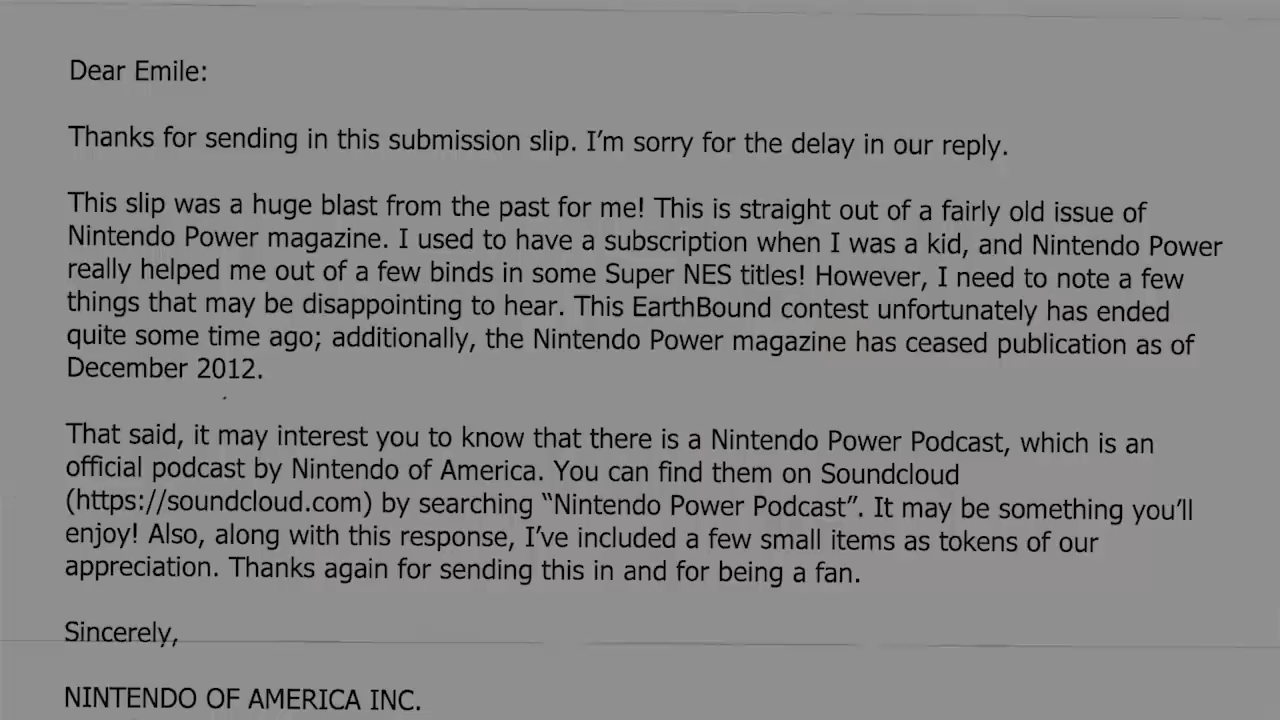 Dear Emile:
Thanks for sending in this submission slip. I’m sorry for the delay in our reply.
This slip was a huge blast from the past for me! This is straight out of a fairly old issue of
Nintendo Power magazine. I used to have a subscription when I was a kid, and Nintendo Power
really helped me out of a few binds in some Super NES titles! However, I need to note a few
things that may be disappointing to hear. This EarthBound contest unfortunately has ended
quite some time ago; additionally, the Nintendo Power magazine has ceased publication as of
December 2012.
That said, it may interest you to know that there is a Nintendo Power Podcast, which is an
official podcast by Nintendo of America. You can find them on Soundcloud
(https://soundcloud.com) by searching “Nintendo Power Podcast”. It may be something you’ll
enjoy! Also, along with this response, I’ve included a few small items as tokens of our
appreciation. Thanks again for sending this in and for being a fan.
Sincerely,
NINTENDO OF AMERICA INC.